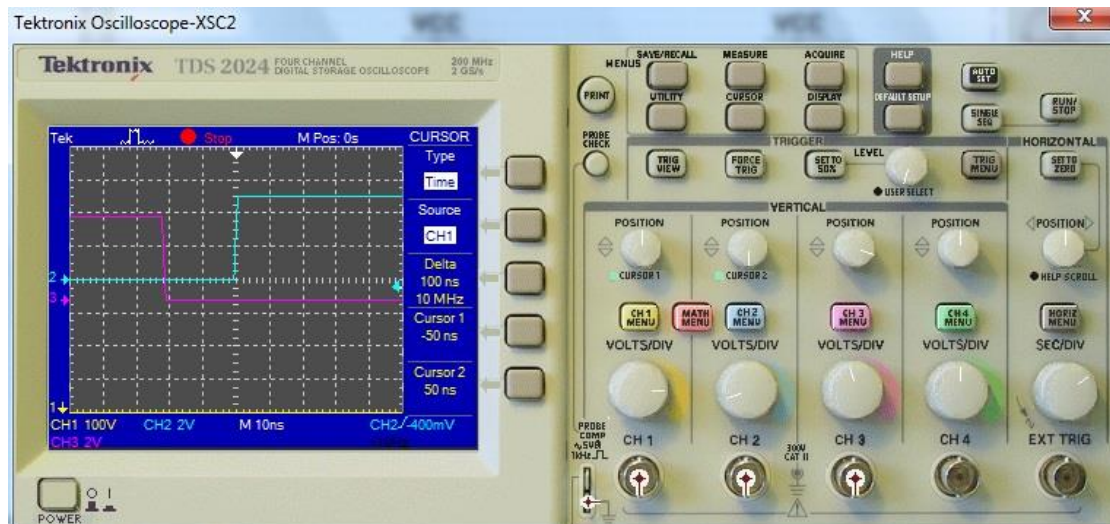 Tektronix Oscilloscope-XSC2
X
Tektronix TDS 2024 FOUR CHANNEL DIGITAL STORAGE OSCILLOSCOPE 200 MHz 2 GS/s
Tek Stop M Pos: 0s CURSOR
Type
Time
Source
CH1
Delta
100 ns
10 MHz
Cursor 1
-50 ns
Cursor 2
50 ns
2
3
1
CH1 100V CH2 2V M 10ns CH2 -400mV
CH3 2V
POWER
O I
MENUS
SAVE/RECALL MEASURE ACQUIRE HELP
AUTO SET
PRINT
UTILITY CURSOR DISPLAY DEFAULT SETUP
SINGLE SEQ
RUN/STOP
PROBE CHECK
TRIGGER
TRIG VIEW
FORCE TRIG
SET TO 50%
LEVEL
USER SELECT
TRIG MENU
HORIZONTAL
SET TO ZERO
VERTICAL
POSITION POSITION POSITION POSITION POSITION
CURSOR 1 CURSOR 2 HELP SCROLL
CH 1 MENU
MATH MENU
CH 2 MENU
CH 3 MENU
CH 4 MENU
HORIZ MENU
VOLTS/DIV VOLTS/DIV VOLTS/DIV VOLTS/DIV SEC/DIV
PROBE COMP
~5V@
1kHz
CH 1 CH 2 CH 3 CH 4 EXT TRIG
300V CAT II